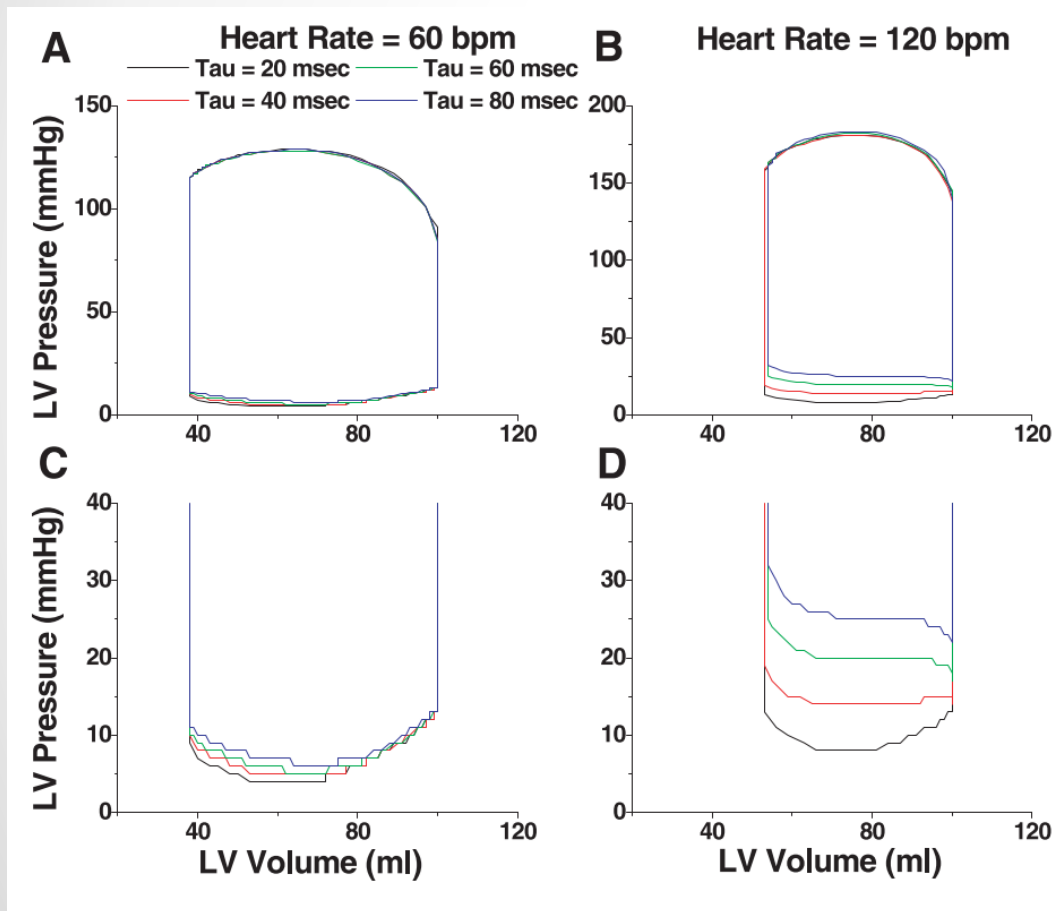 A Heart Rate = 60 bpm
B Heart Rate = 120 bpm
Tau = 20 msec Tau = 60 msec
Tau = 40 msec Tau = 80 msec
LV Pressure (mmHg)
150
100
50
0
40 80 120
200
150
100
50
0
40 80 120
C
D
LV Pressure (mmHg)
40
30
20
10
0
40 80 120
LV Volume (ml)
40
30
20
10
0
40 80 120
LV Volume (ml)